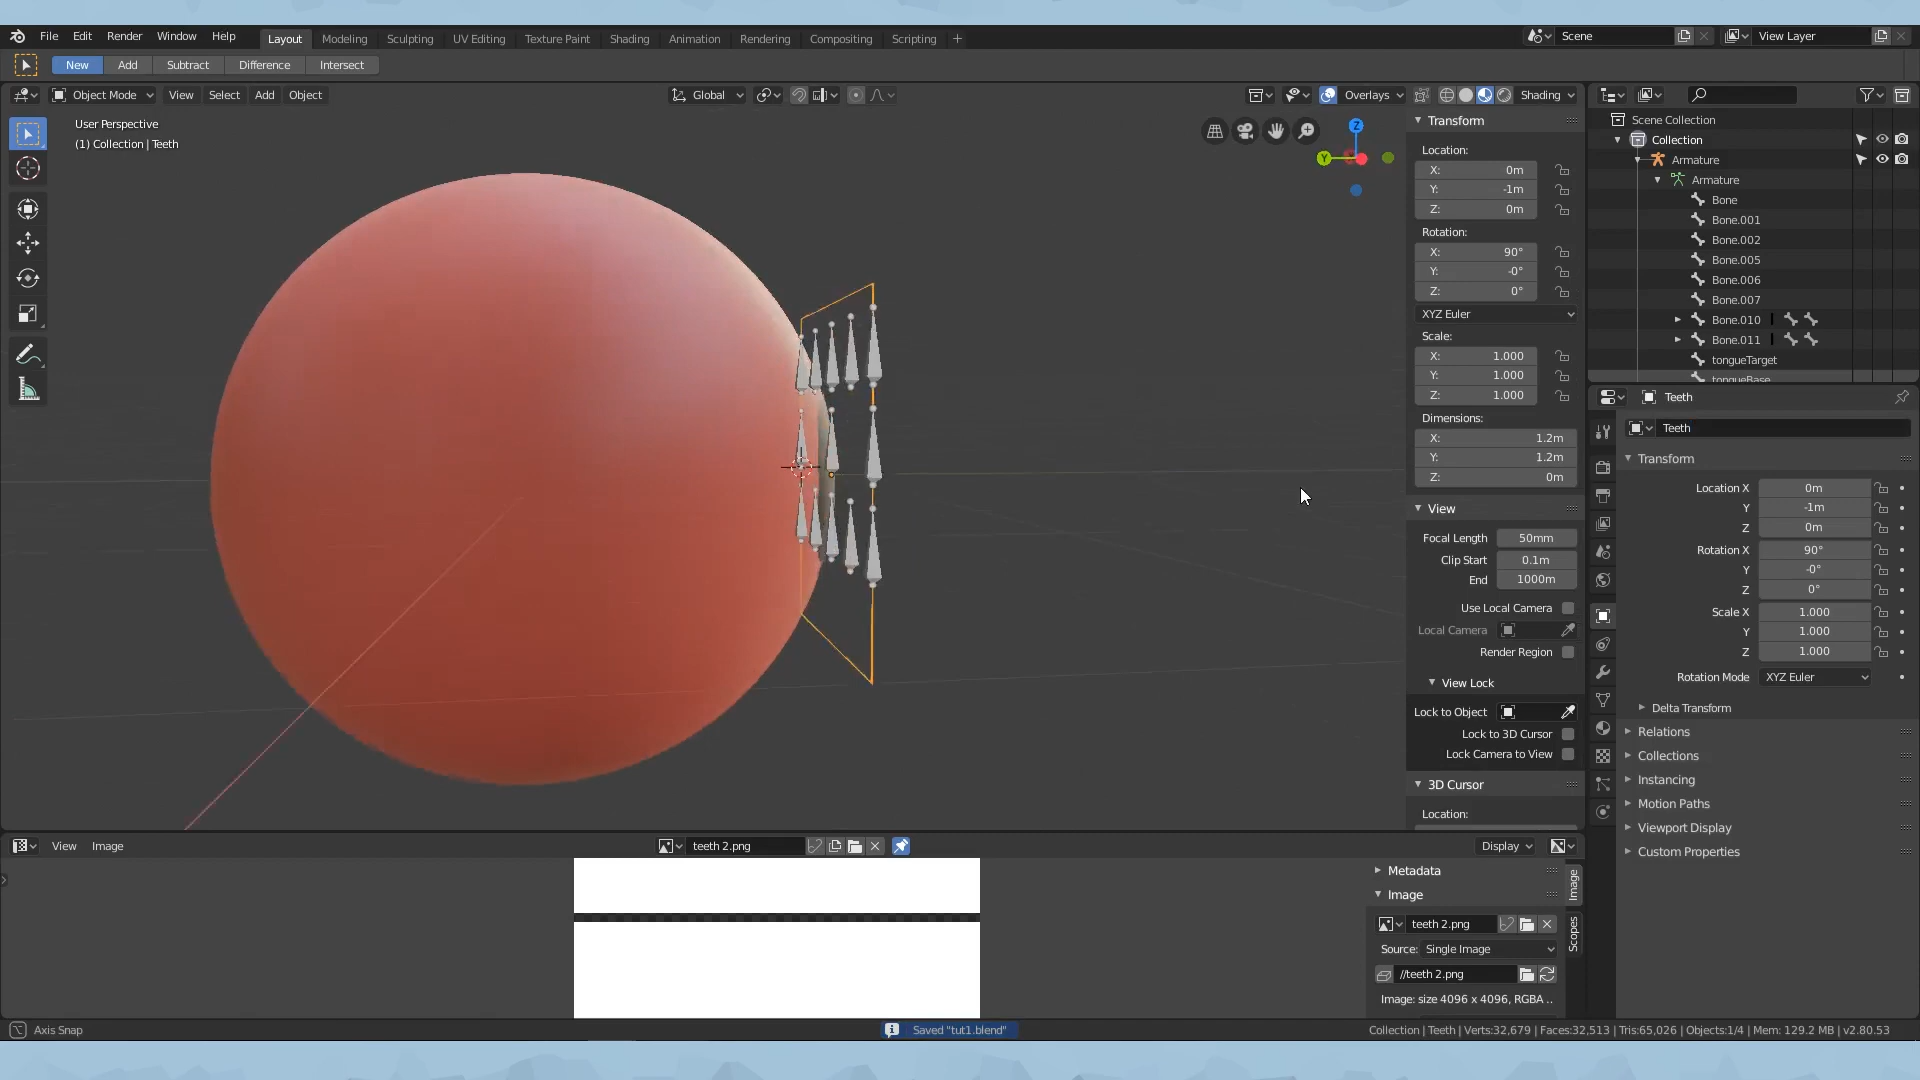 File Edit Render Window Help Layout Modeling Sculpting UV Editing Texture Paint Shading Animation Rendering Compositing Scripting + Scene View Layer
New Add Subtract Difference Intersect
Object Mode View Select Add Object Global Overlays Shading
User Perspective
(1) Collection | Teeth
Z
Y
Transform
Location:
X: 0m
Y: -1m
Z: 0m
Rotation:
X: 90°
Y: -0°
Z: 0°
XYZ Euler
Scale:
X: 1.000
Y: 1.000
Z: 1.000
Dimensions:
X: 1.2m
Y: 1.2m
Z: 0m
View
Focal Length 50mm
Clip Start 0.1m
End 1000m
Use Local Camera
Local Camera
Render Region
View Lock
Lock to Object
Lock to 3D Cursor
Lock Camera to View
3D Cursor
Location:
Scene Collection
Collection
Armature
Armature
Bone
Bone.001
Bone.002
Bone.005
Bone.006
Bone.007
Bone.010
Bone.011
tongueTarget
tongueBase
Teeth
Teeth
Transform
Location X 0m
Y -1m
Z 0m
Rotation X 90°
Y -0°
Z 0°
Scale X 1.000
Y 1.000
Z 1.000
Rotation Mode XYZ Euler
Delta Transform
Relations
Collections
Instancing
Motion Paths
Viewport Display
Custom Properties
View Image teeth 2.png Display
Metadata
Image
teeth 2.png
Source: Single Image
//teeth 2.png
Image: size 4096 x 4096, RGBA ..
Image
Scopes
Axis Snap Saved "tut1.blend" Collection | Teeth | Verts:32,679 | Faces:32,513 | Tris:65,026 | Objects:1/4 | Mem: 129.2 MB | v2.80.53